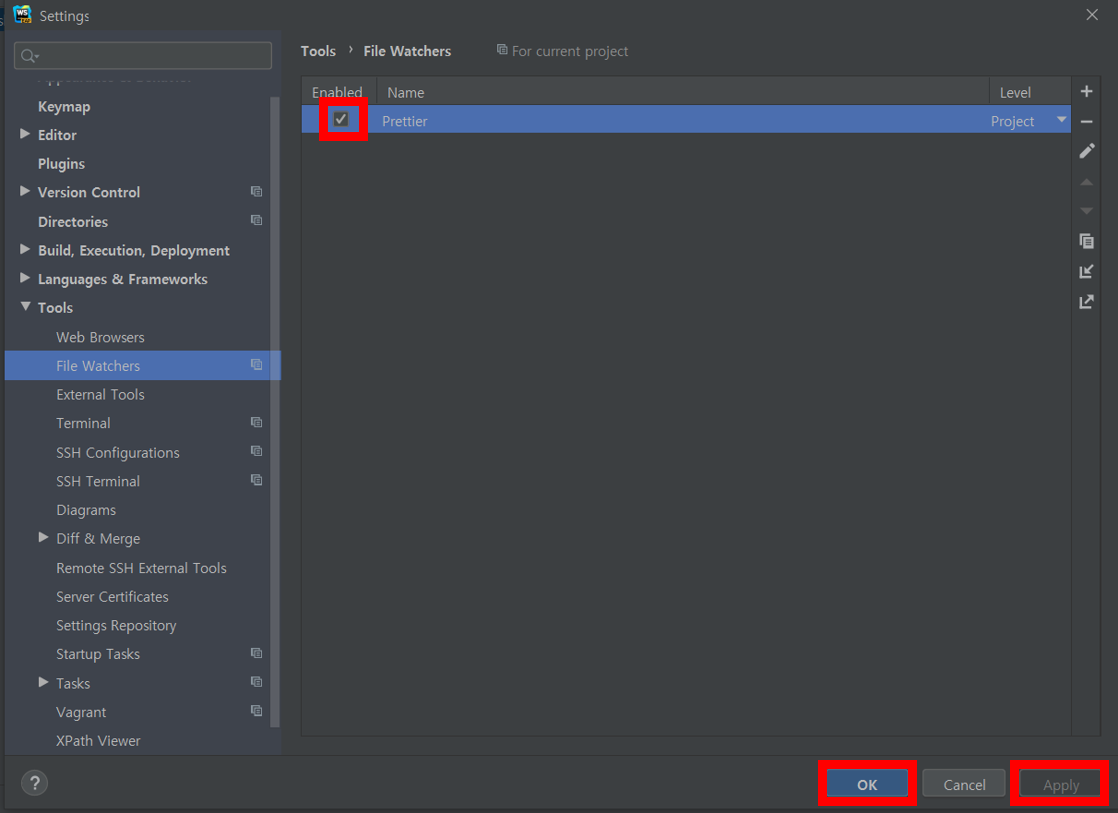 Settings
Tools › File Watchers For current project
Enabled Name Level
Prettier Project
Keymap
Editor
Plugins
Version Control
Directories
Build, Execution, Deployment
Languages & Frameworks
Tools
Web Browsers
File Watchers
External Tools
Terminal
SSH Configurations
SSH Terminal
Diagrams
Diff & Merge
Remote SSH External Tools
Server Certificates
Settings Repository
Startup Tasks
Tasks
Vagrant
XPath Viewer
?
OK Cancel Apply